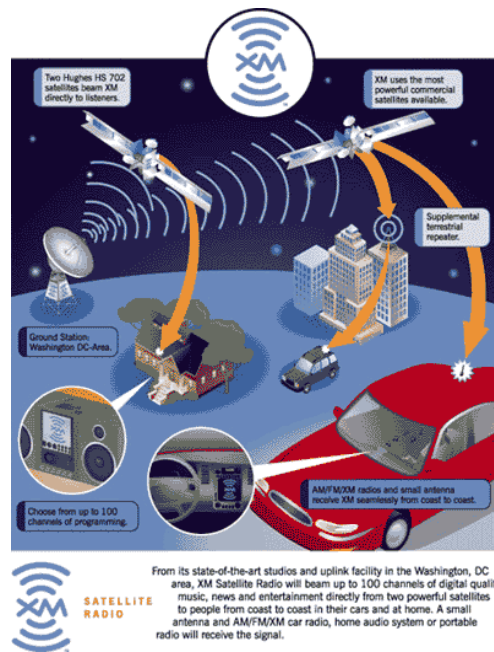 XM
Two Hughes HS 702
satellites beam XM
directly to listeners.
XM uses the most
powerful commercial
satellites available.
Supplemental
terrestrial
repeater.
Ground Station:
Washington DC-Area.
Choose from up to 100
channels of programming.
AM/FM/XM radios and small antenna
receive XM seamlessly from coast to coast.
XM
SATELLITE
RADIO
From its state-of-the-art studios and uplink facility in the Washington, DC
area, XM Satellite Radio will beam up to 100 channels of digital quali
music, news and entertainment directly from two powerful satellites
to people from coast to coast in their cars and at home. A small
antenna and AM/FM/XM car radio, home audio system or portable
radio will receive the signal.